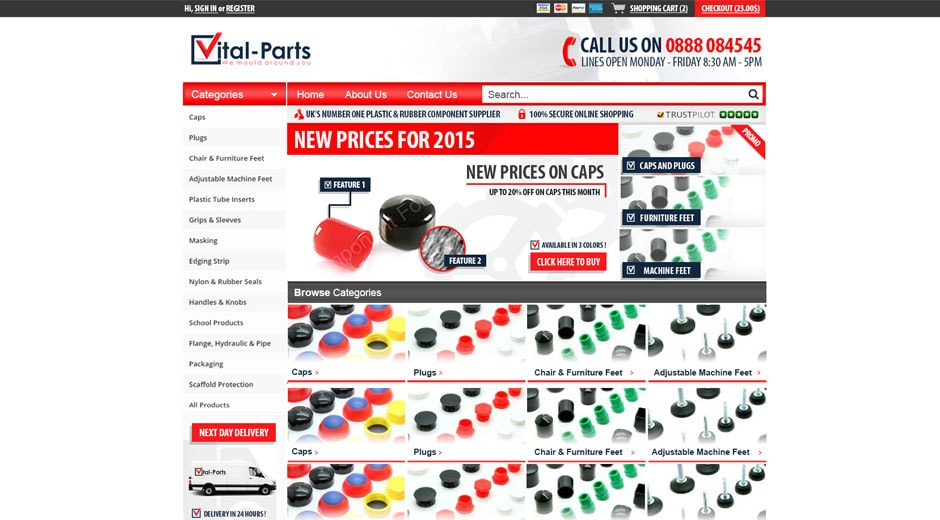 Hi, SIGN IN or REGISTER
SHOPPING CART (2)
CHECKOUT (23.00$)
Vital-Parts
We mould around you
CALL US ON 0888 084545
LINES OPEN MONDAY - FRIDAY 8:30 AM - 5PM
Categories
Home
About Us
Contact Us
Search...
UK'S NUMBER ONE PLASTIC & RUBBER COMPONENT SUPPLIER
100% SECURE ONLINE SHOPPING
TRUSTPILOT
Caps
Plugs
Chair & Furniture Feet
Adjustable Machine Feet
Plastic Tube Inserts
Grips & Sleeves
Masking
Edging Strip
Nylon & Rubber Seals
Handles & Knobs
School Products
Flange, Hydraulic & Pipe
Packaging
Scaffold Protection
All Products
NEXT DAY DELIVERY
Vital-Parts
DELIVERY IN 24 HOURS !
NEW PRICES FOR 2015
NEW PRICES ON CAPS
UP TO 20% OFF ON CAPS THIS MONTH
FEATURE 1
FEATURE 2
AVAILABLE IN 3 COLORS !
CLICK HERE TO BUY
PROMO
CAPS AND PLUGS
FURNITURE FEET
MACHINE FEET
Browse Categories
Caps >
Plugs >
Chair & Furniture Feet >
Adjustable Machine Feet >
Caps >
Plugs >
Chair & Furniture Feet >
Adjustable Machine Feet >